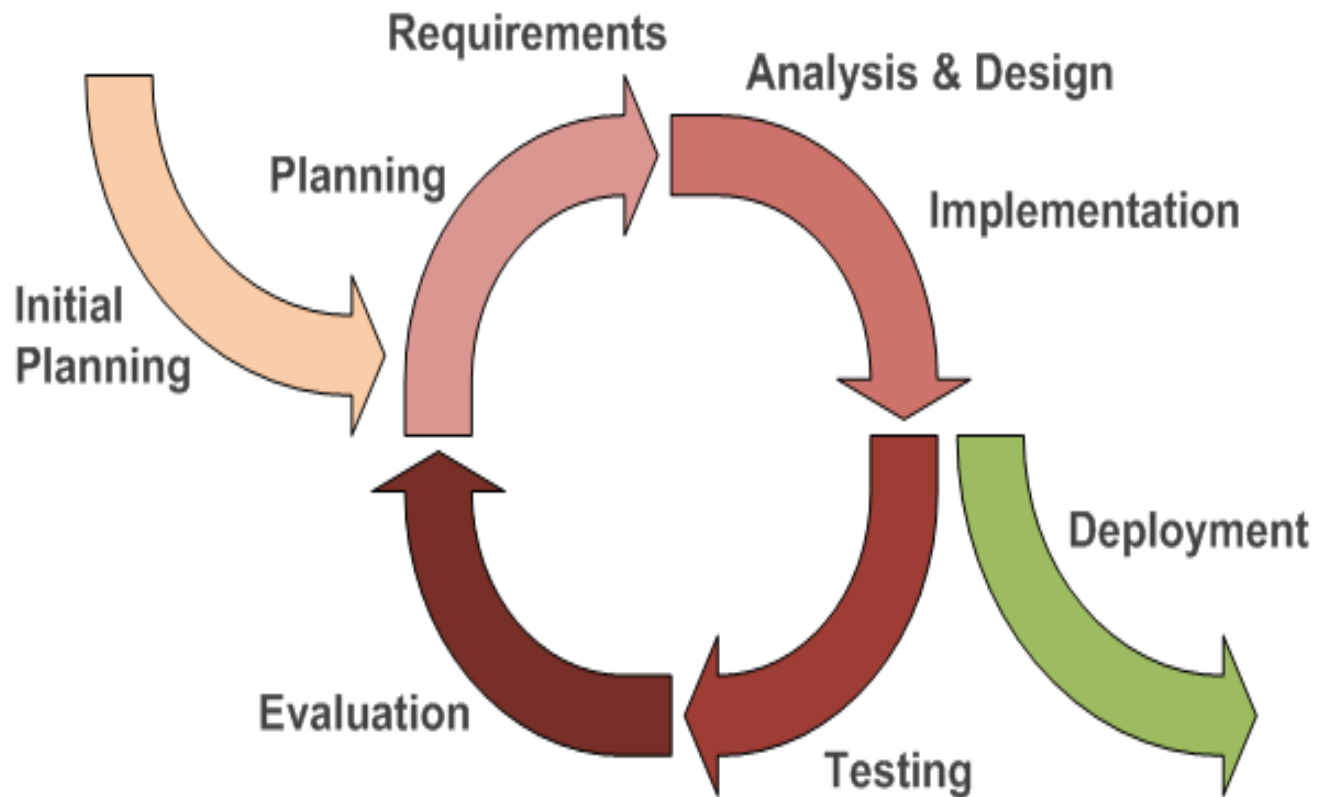 Requirements
Analysis & Design
Planning
Implementation
Initial
Planning
Deployment
Evaluation
Testing